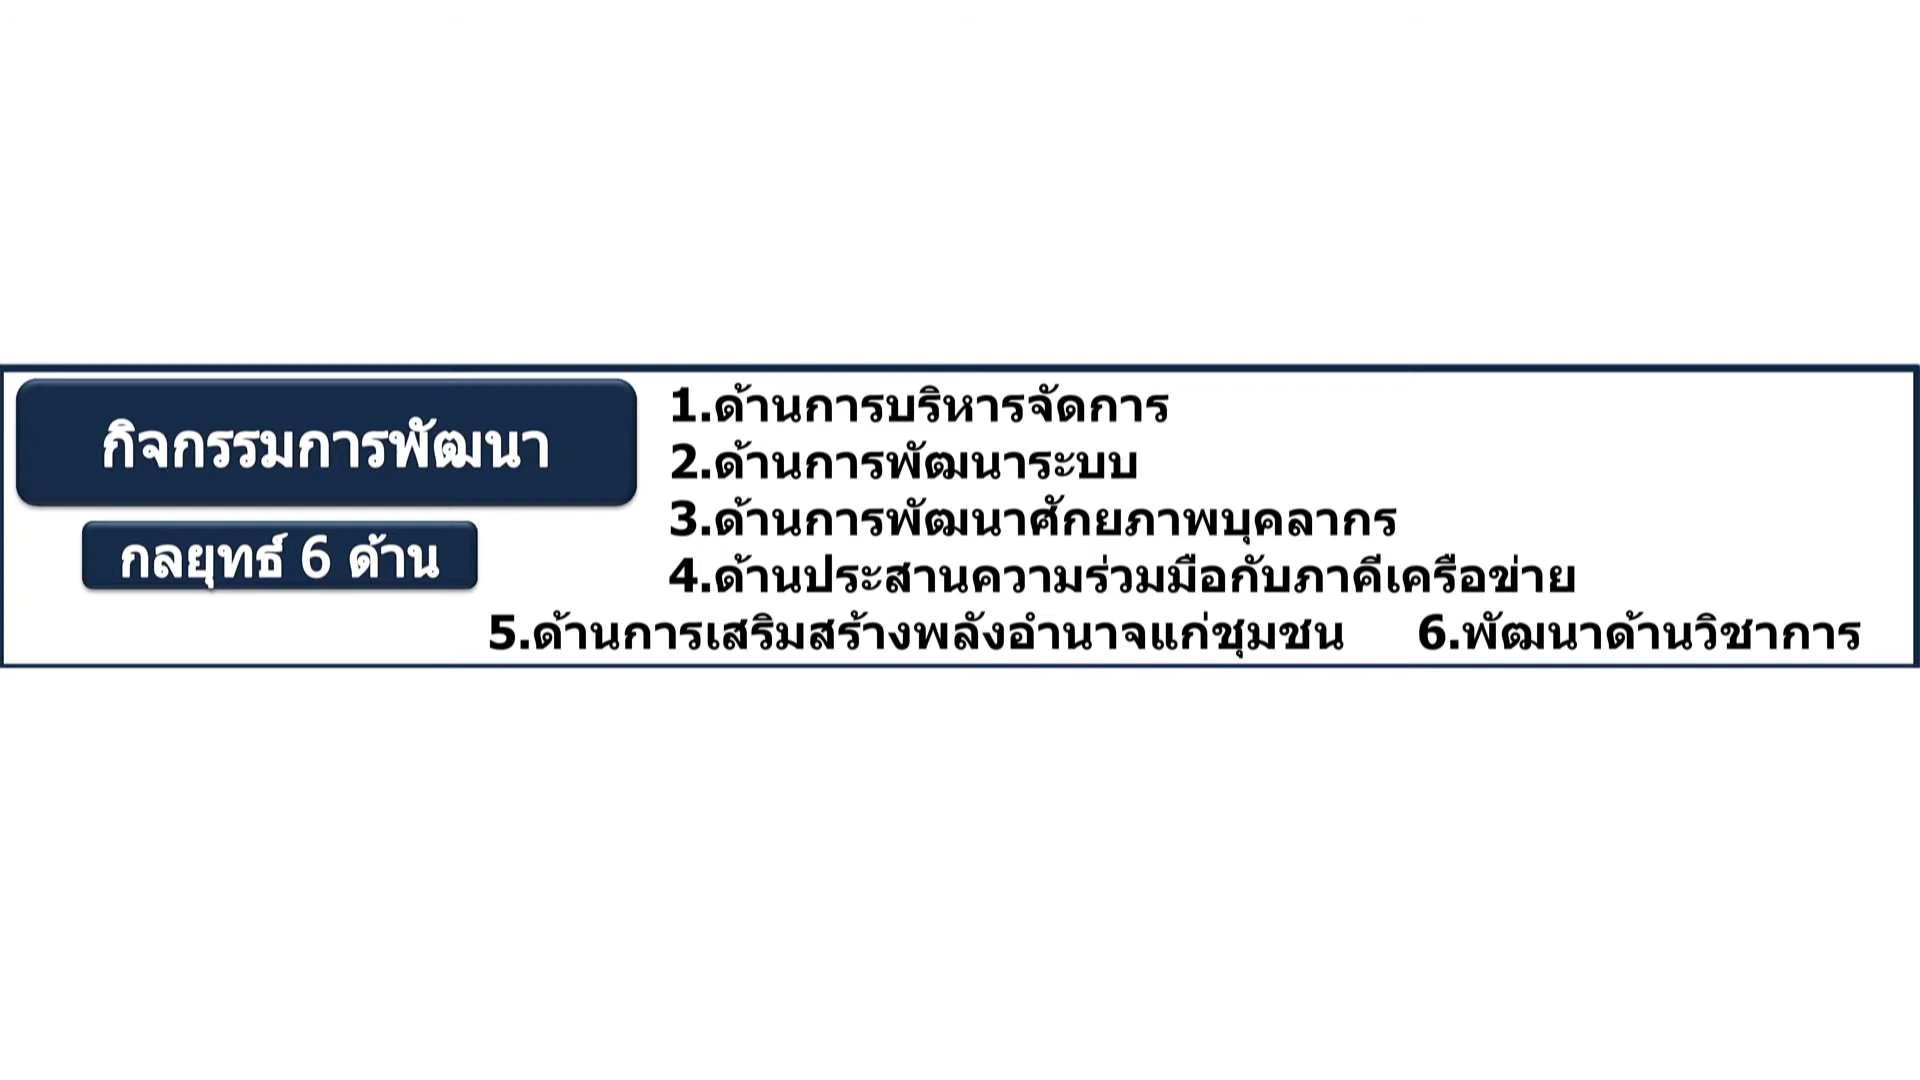 กิจกรรมการพัฒนา
กลยุทธ์ 6 ด้าน
1.ด้านการบริหารจัดการ
2.ด้านการพัฒนาระบบ
3.ด้านการพัฒนาศักยภาพบุคลากร
4.ด้านประสานความร่วมมือกับภาคีเครือข่าย
5.ด้านการเสริมสร้างพลังอำนาจแก่ชุมชน 6.พัฒนาด้านวิชาการ